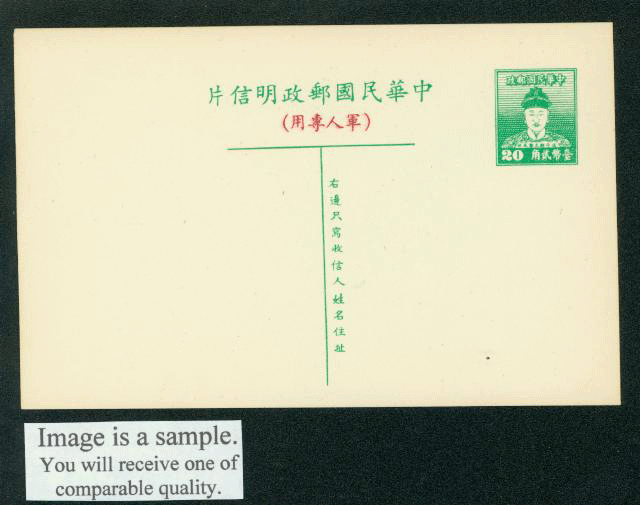 中華民國郵政明信片
(軍人專用)
中華民國郵政
臺幣貳角 20
右邊只寫收信人姓名住址
Image is a sample.
You will receive one of
comparable quality.